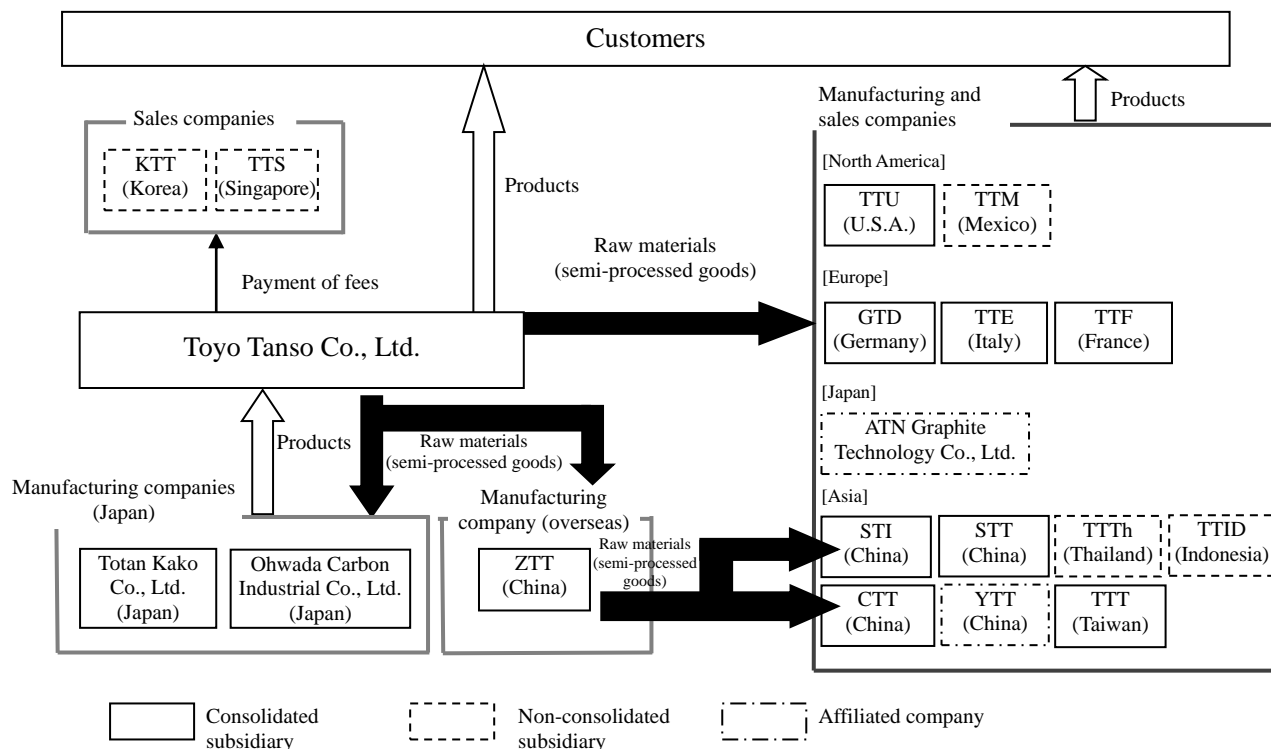 Customers
Sales companies
KTT
(Korea)
TTS
(Singapore)
Products
Payment of fees
Raw materials
(semi-processed goods)
Toyo Tanso Co., Ltd.
Products
Raw materials
(semi-processed goods)
Manufacturing companies
(Japan)
Totan Kako
Co., Ltd.
(Japan)
Ohwada Carbon
Industrial Co., Ltd.
(Japan)
Manufacturing
company (overseas)
ZTT
(China)
Raw materials
(semi-processed
goods)
Manufacturing and
sales companies
Products
[North America]
TTU
(U.S.A.)
TTM
(Mexico)
[Europe]
GTD
(Germany)
TTE
(Italy)
TTF
(France)
[Japan]
ATN Graphite
Technology Co., Ltd.
[Asia]
STI
(China)
STT
(China)
TTTh
(Thailand)
TTID
(Indonesia)
CTT
(China)
YTT
(China)
TTT
(Taiwan)
Consolidated
subsidiary
Non-consolidated
subsidiary
Affiliated company